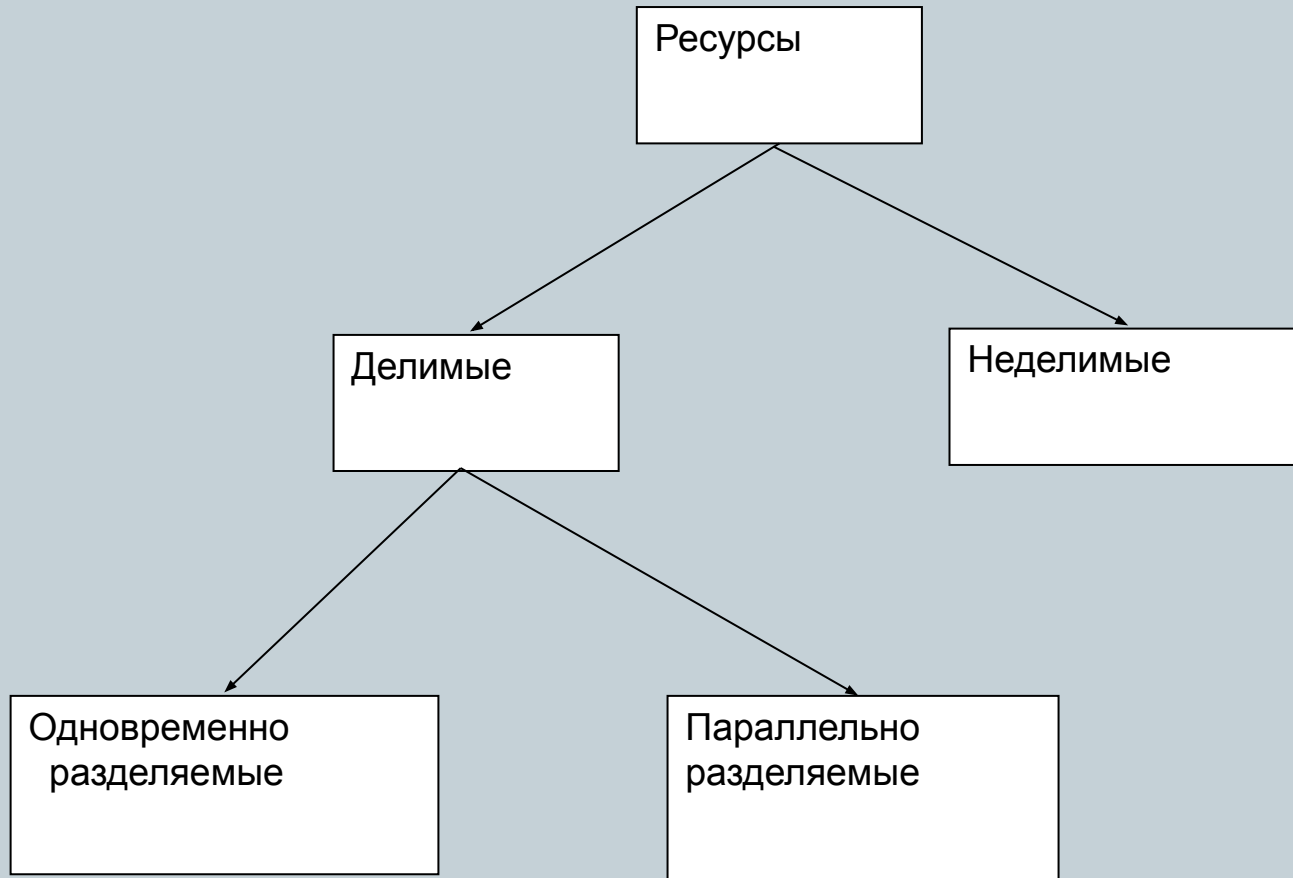 Ресурсы
Делимые
Неделимые
Одновременно
разделяемые
Параллельно
разделяемые